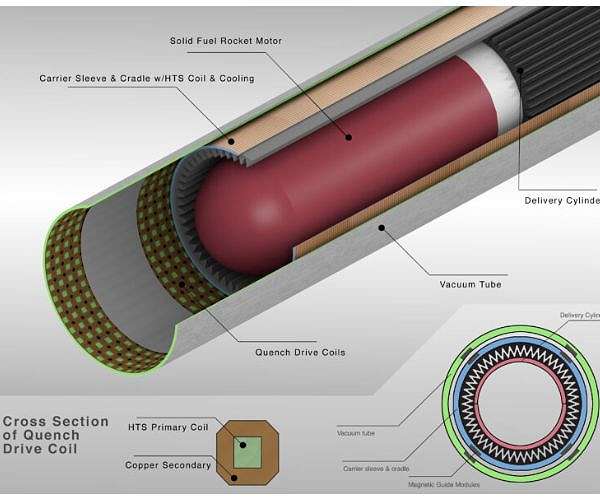 Solid Fuel Rocket Motor
Carrier Sleeve & Cradle w/HTS Coil & Cooling
Delivery Cylinde
Vacuum Tube
Quench Drive Coils
Cross Section
of Quench
Drive Coil
HTS Primary Coil
Copper Secondary
Delivery Cylin
Vacuum tube
Carrier sleeve & cradle
Magnetic Guide Modules